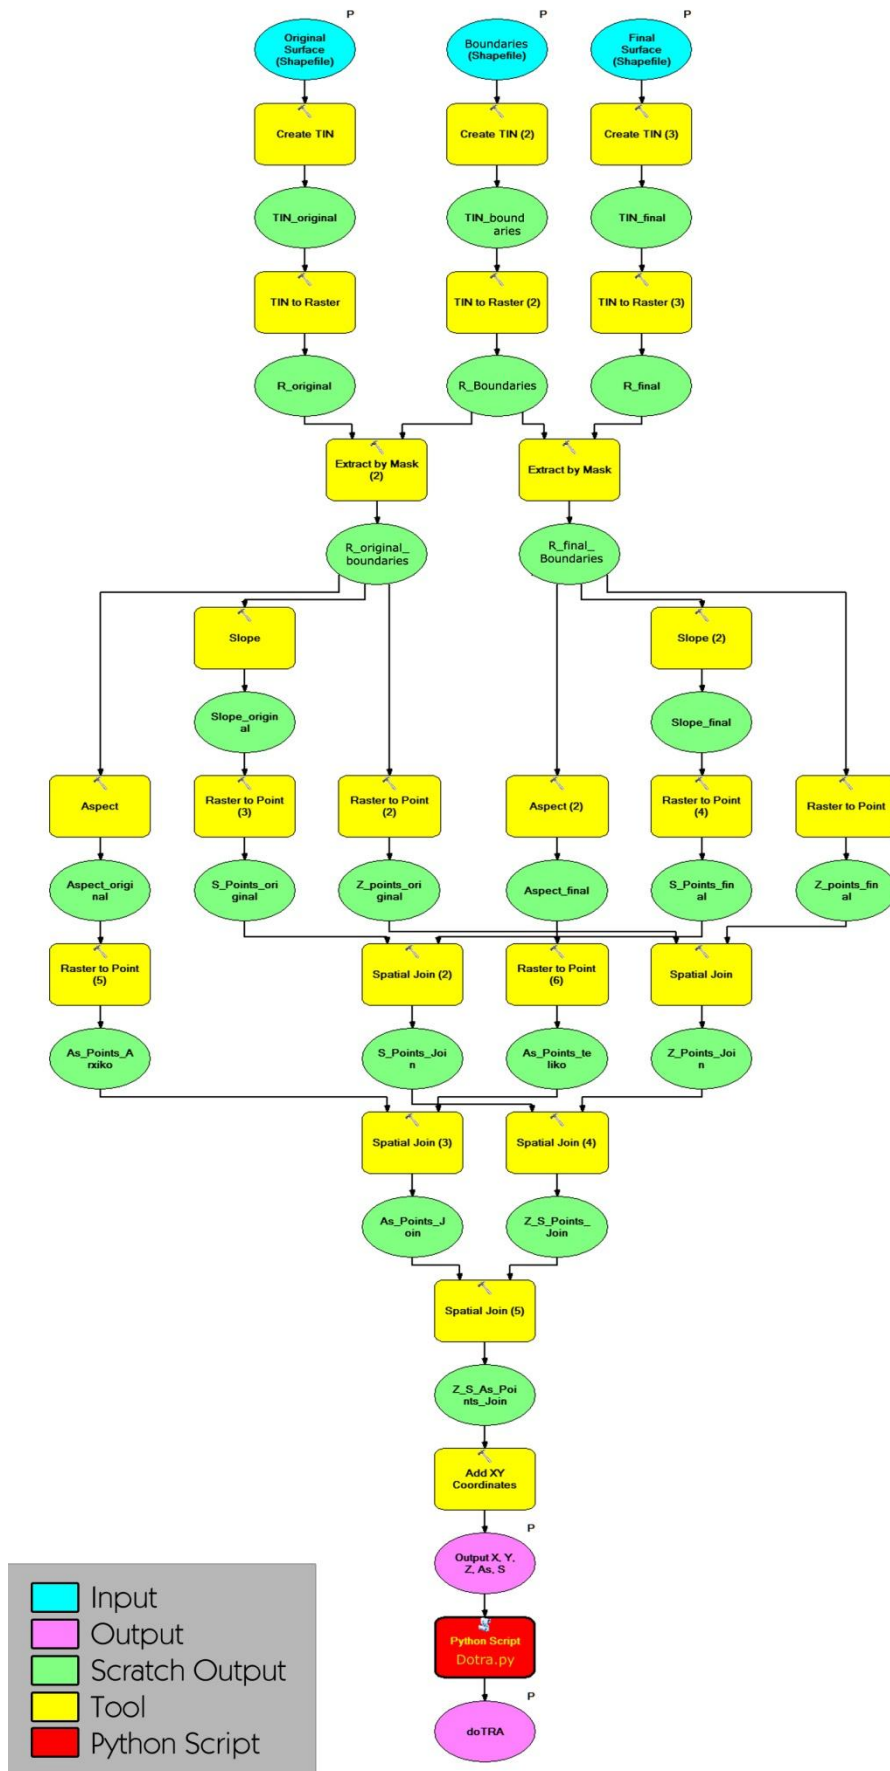 P
P
P
Original
Surface
(Shapefile)
Boundaries
(Shapefile)
Final
Surface
(Shapefile)
Create TIN
Create TIN (2)
Create TIN (3)
TIN_original
TIN_bound
aries
TIN_final
TIN to Raster
TIN to Raster (2)
TIN to Raster (3)
R_original
R_Boundaries
R_final
Extract by Mask
(2)
Extract by Mask
R_original_
boundaries
R_final_
Boundaries
Slope
Slope (2)
Slope_origin
al
Slope_final
Aspect
Raster to Point
(3)
Raster to Point
(2)
Aspect (2)
Raster to Point
(4)
Raster to Point
Aspect_origi
nal
S_Points_ori
ginal
Z_points_ori
ginal
Aspect_final
S_Points_fin
al
Z_points_fin
al
Raster to Point
(5)
Spatial Join (2)
Raster to Point
(6)
Spatial Join
As_Points_A
rxiko
S_Points_Joi
n
As_Points_te
liko
Z_Points_Joi
n
Spatial Join (3)
Spatial Join (4)
As_Points_J
oin
Z_S_Points_
Join
Spatial Join (5)
Z_S_As_Poi
nts_Join
Add XY
Coordinates
P
Output X, Y,
Z, As, S
Python Script
Dotra.py
P
doTRA
Input
Output
Scratch Output
Tool
Python Script